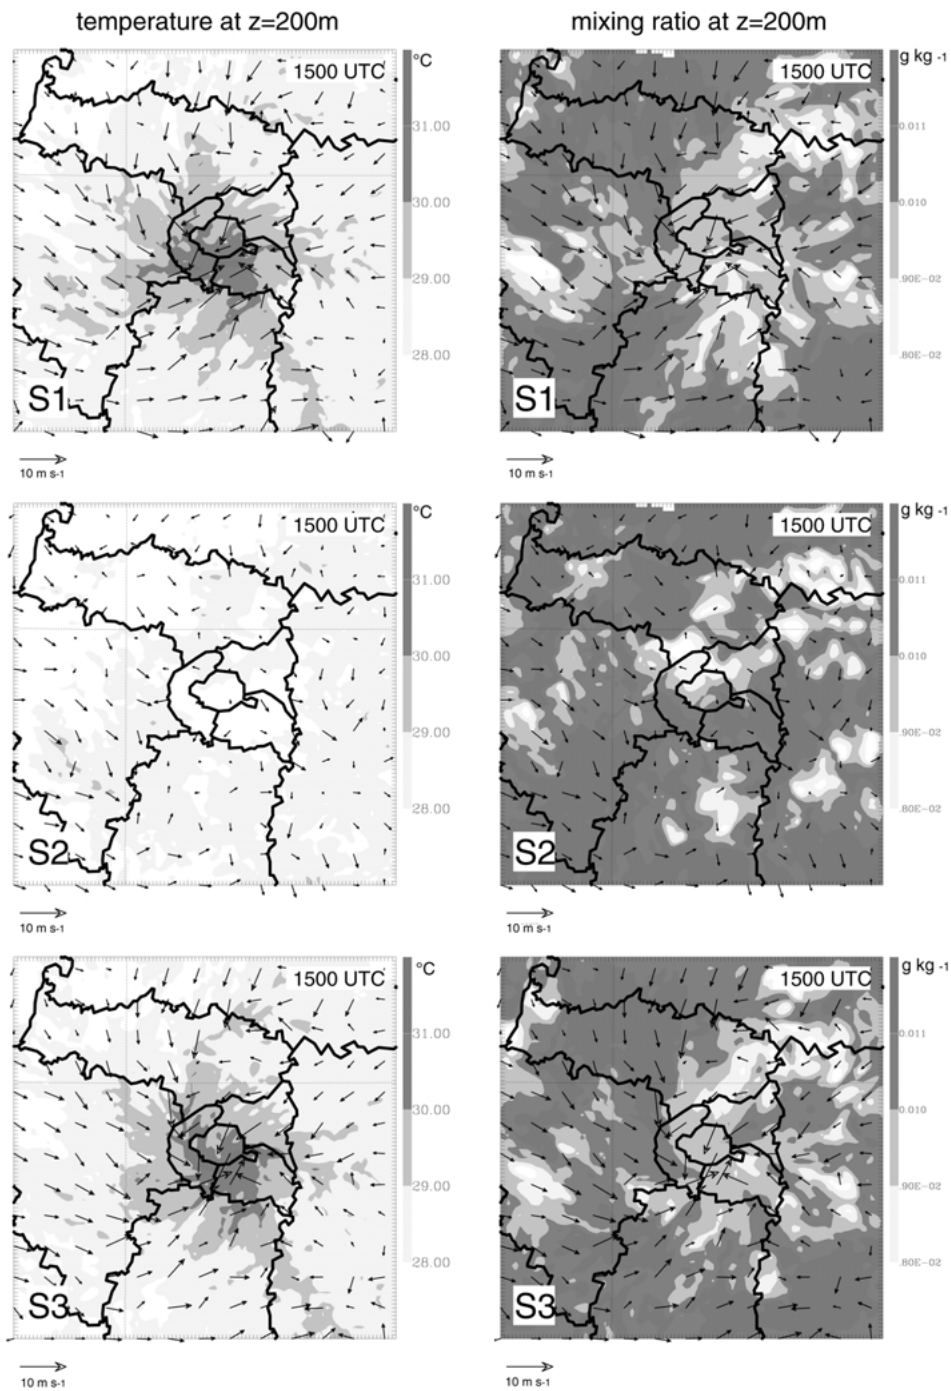 temperature at z=200m
mixing ratio at z=200m
1500 UTC
°C
31.00
30.00
29.00
28.00
S1
10 m s-1
1500 UTC
g kg -1
0.011
0.010
.90E-02
.80E-02
S1
10 m s-1
1500 UTC
°C
31.00
30.00
29.00
28.00
S2
10 m s-1
1500 UTC
g kg -1
0.011
0.010
.90E-02
.80E-02
S2
10 m s-1
1500 UTC
°C
31.00
30.00
29.00
28.00
S3
10 m s-1
1500 UTC
g kg -1
0.011
0.010
.90E-02
.80E-02
S3
10 m s-1